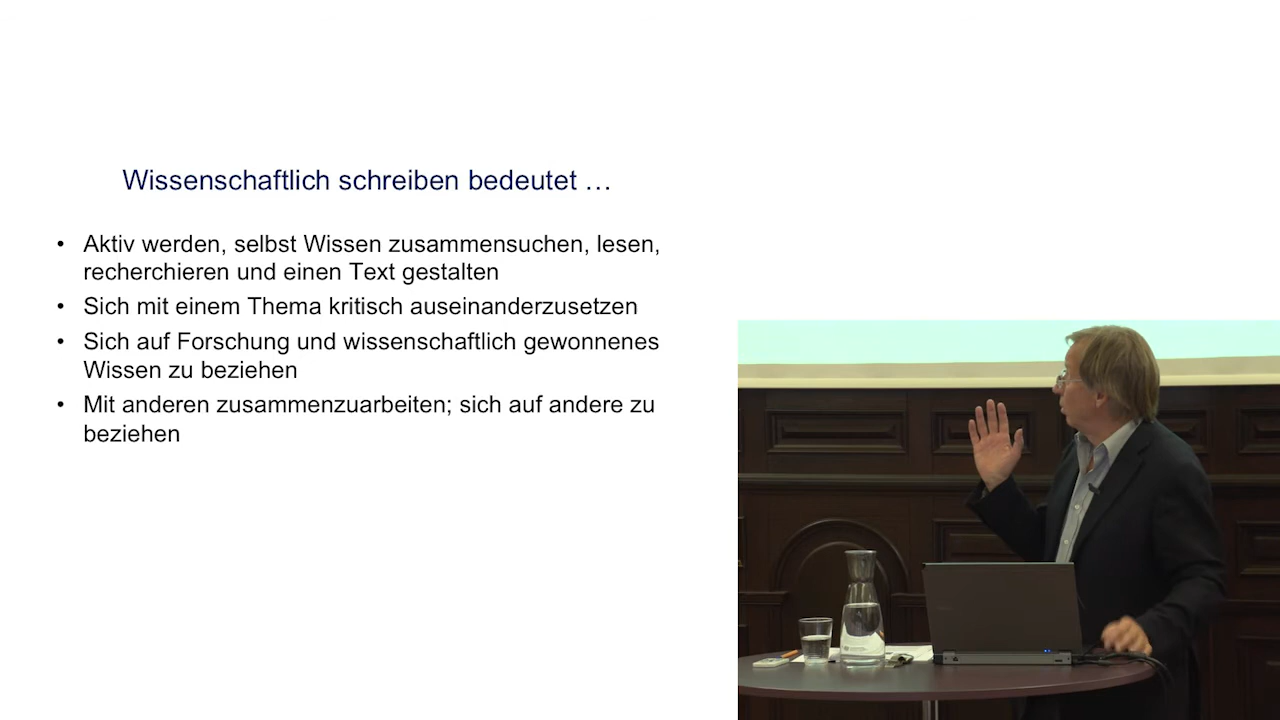 Wissenschaftlich schreiben bedeutet …
• Aktiv werden, selbst Wissen zusammensuchen, lesen,
recherchieren und einen Text gestalten
• Sich mit einem Thema kritisch auseinanderzusetzen
• Sich auf Forschung und wissenschaftlich gewonnenes
Wissen zu beziehen
• Mit anderen zusammenzuarbeiten; sich auf andere zu
beziehen